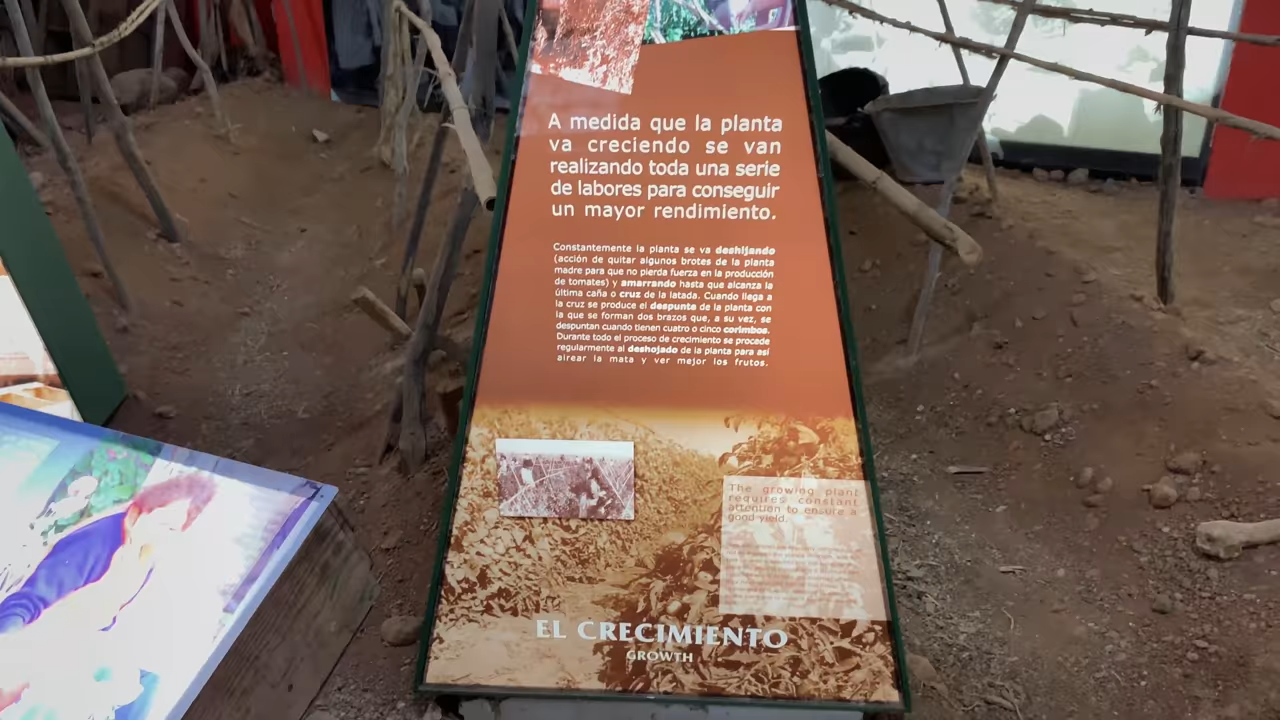 A medida que la planta
va creciendo se van
realizando toda una serie
de labores para conseguir
un mayor rendimiento.
Constantemente la planta se va deshijando
(acción de quitar algunos brotes de la planta
madre para que no pierda fuerza en la producción
de tomates) y amarrando hasta que alcanza la
última caña o cruz de la latada. Cuando llega a
la cruz se produce el despunte de la planta con
la que se forman dos brazos que, a su vez, se
despuntan cuando tienen cuatro o cinco corimbos.
Durante todo el proceso de crecimiento se procede
regularmente al deshojado de la planta para así
airear la mata y ver mejor los frutos.
The growing plant
requires constant
attention to ensure a
good yield.
EL CRECIMIENTO
GROWTH